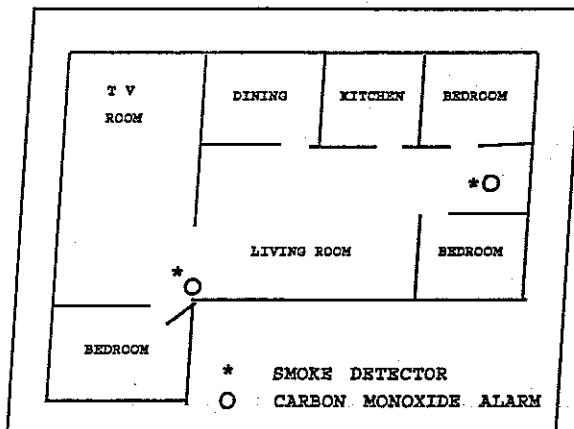 T V
ROOM
DINING
KITCHEN
BEDROOM
*
LIVING ROOM
BEDROOM
*
BEDROOM
* SMOKE DETECTOR
O CARBON MONOXIDE ALARM